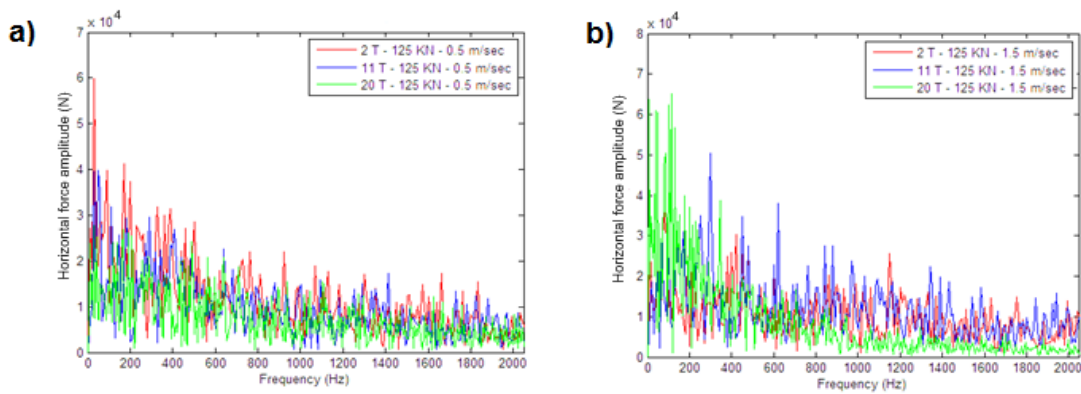 a)
× 10⁴
7
6
5
4
3
2
1
0
Horizontal force amplitude (N)
2 T - 125 KN - 0.5 m/sec
11 T - 125 KN - 0.5 m/sec
20 T - 125 KN - 0.5 m/sec
0 200 400 600 800 1000 1200 1400 1600 1800 2000
Frequency (Hz)
b)
× 10⁴
8
7
6
5
4
3
2
1
0
Horizontal force amplitude (N)
2 T - 125 KN - 1.5 m/sec
11 T - 125 KN - 1.5 m/sec
20 T - 125 KN - 1.5 m/sec
0 200 400 600 800 1000 1200 1400 1600 1800 2000
Frequency (Hz)